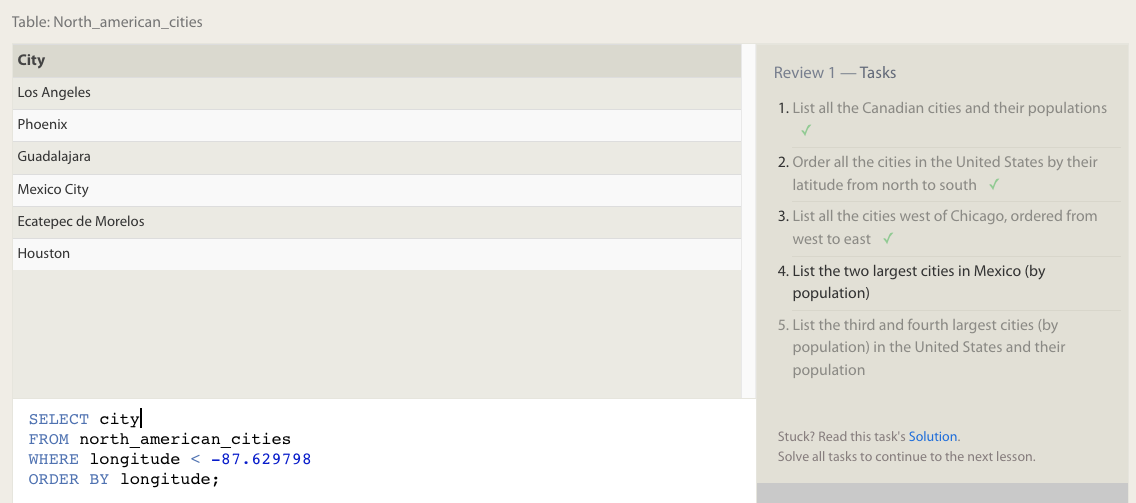 Table: North_american_cities
City
Los Angeles
Phoenix
Guadalajara
Mexico City
Ecatepec de Morelos
Houston
SELECT city
FROM north_american_cities
WHERE longitude < -87.629798
ORDER BY longitude;
Review 1 — Tasks
1. List all the Canadian cities and their populations
✓
2. Order all the cities in the United States by their
latitude from north to south ✓
3. List all the cities west of Chicago, ordered from
west to east ✓
4. List the two largest cities in Mexico (by
population)
5. List the third and fourth largest cities (by
population) in the United States and their
population
Stuck? Read this task's Solution.
Solve all tasks to continue to the next lesson.